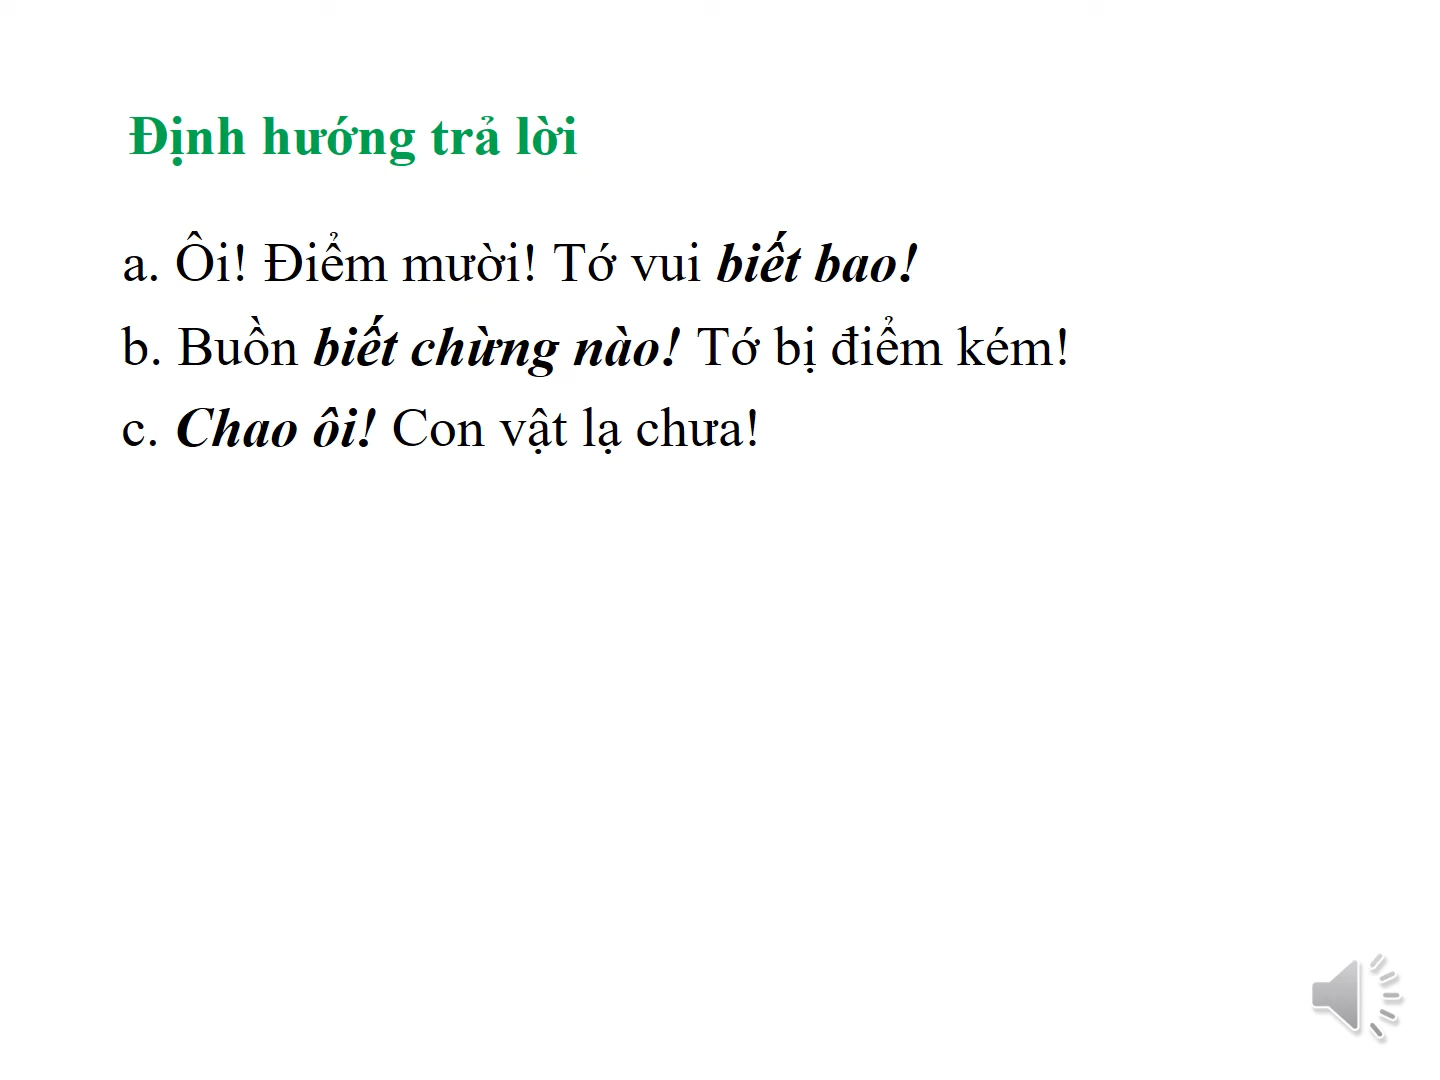 Định hướng trả lời
a. Ôi! Điểm mười! Tớ vui biết bao!
b. Buồn biết chừng nào! Tớ bị điểm kém!
c. Chao ôi! Con vật lạ chưa!